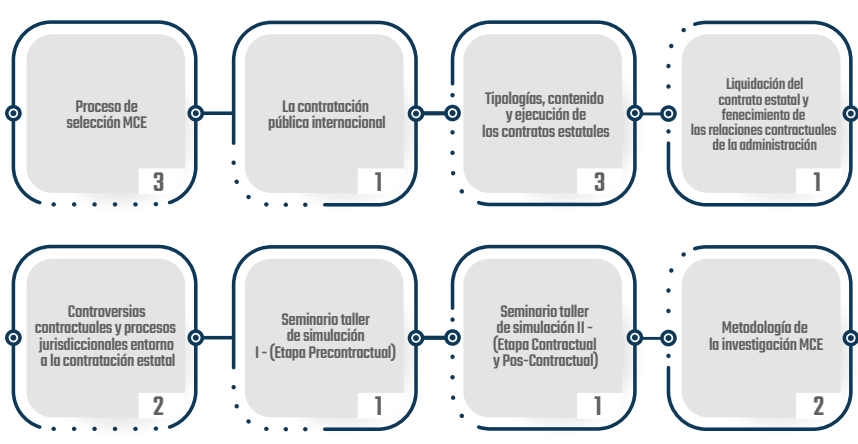 Proceso de
selección MCE
3
La contratación
pública internacional
1
Tipologías, contenido
y ejecución de
los contratos estatales
3
Liquidación del
contrato estatal y
fenecimiento de
las relaciones contractuales
de la administración
1
Controversias
contractuales y procesos
jurisdiccionales entorno
a la contratación estatal
2
Seminario taller
de simulación
I - (Etapa Precontractual)
1
Seminario taller
de simulación II -
(Etapa Contractual
y Pos-Contractual)
1
Metodología de
la investigación MCE
2